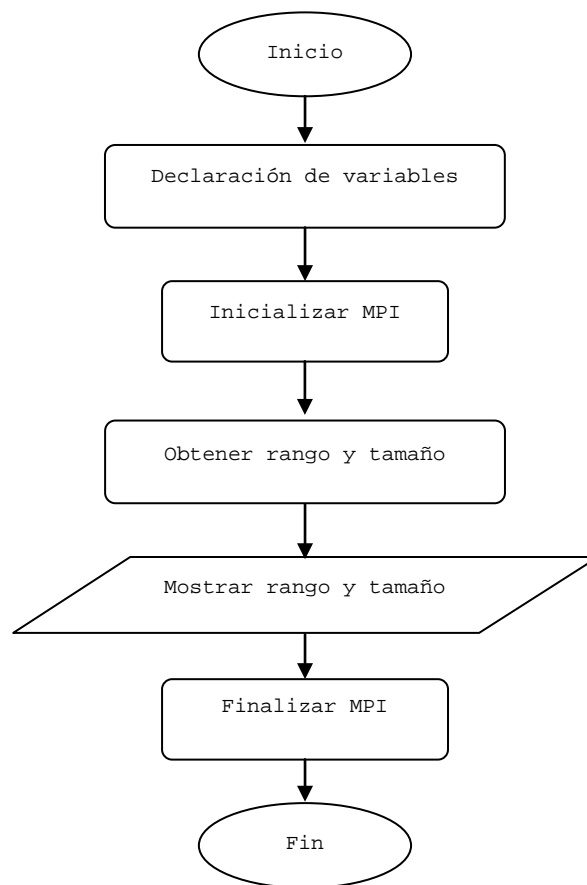 Inicio
Declaración de variables
Inicializar MPI
Obtener rango y tamaño
Mostrar rango y tamaño
Finalizar MPI
Fin